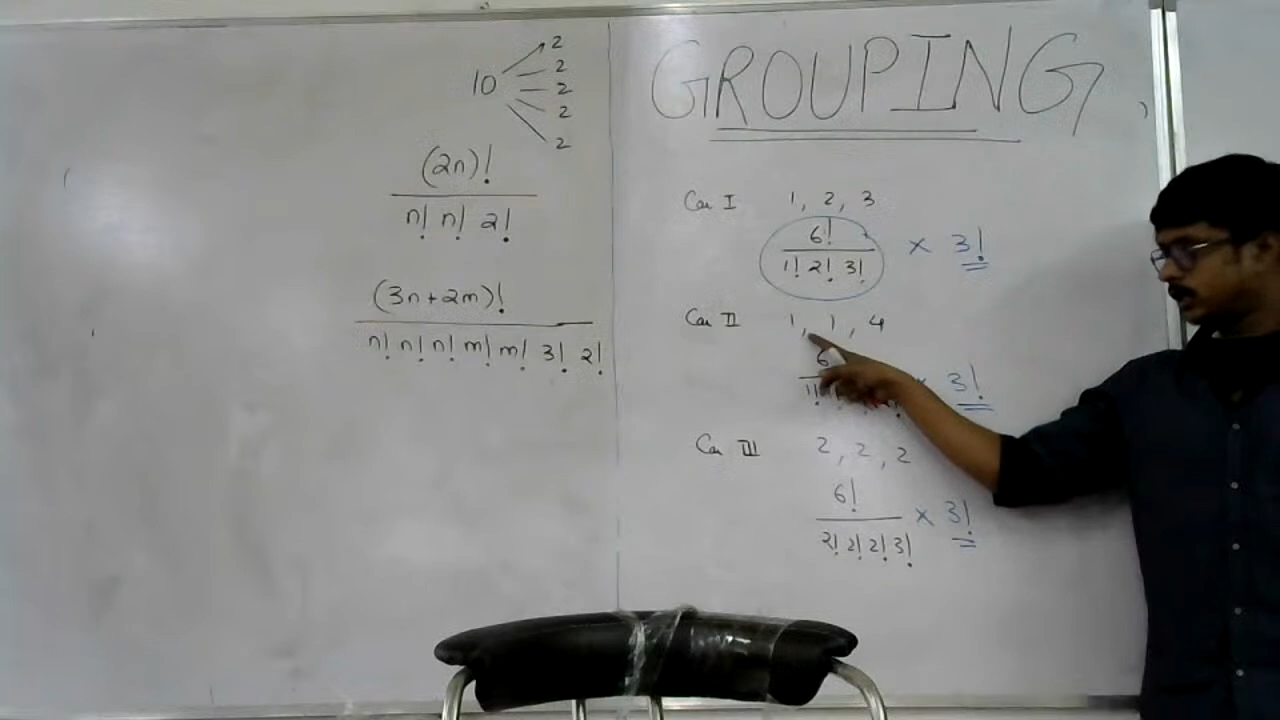 10 2
2
2
2
2
(2n)!
n! n! 2!
(3n+2m)!
n! n! n! m! m! 3! 2!
GROUPING
Case I 1, 2, 3
6!
1! 2! 3! × 3!
Case II 1, 1, 4
6
1! × 3!
Case III 2, 2, 2
6!
2! 2! 2! 3! × 3!